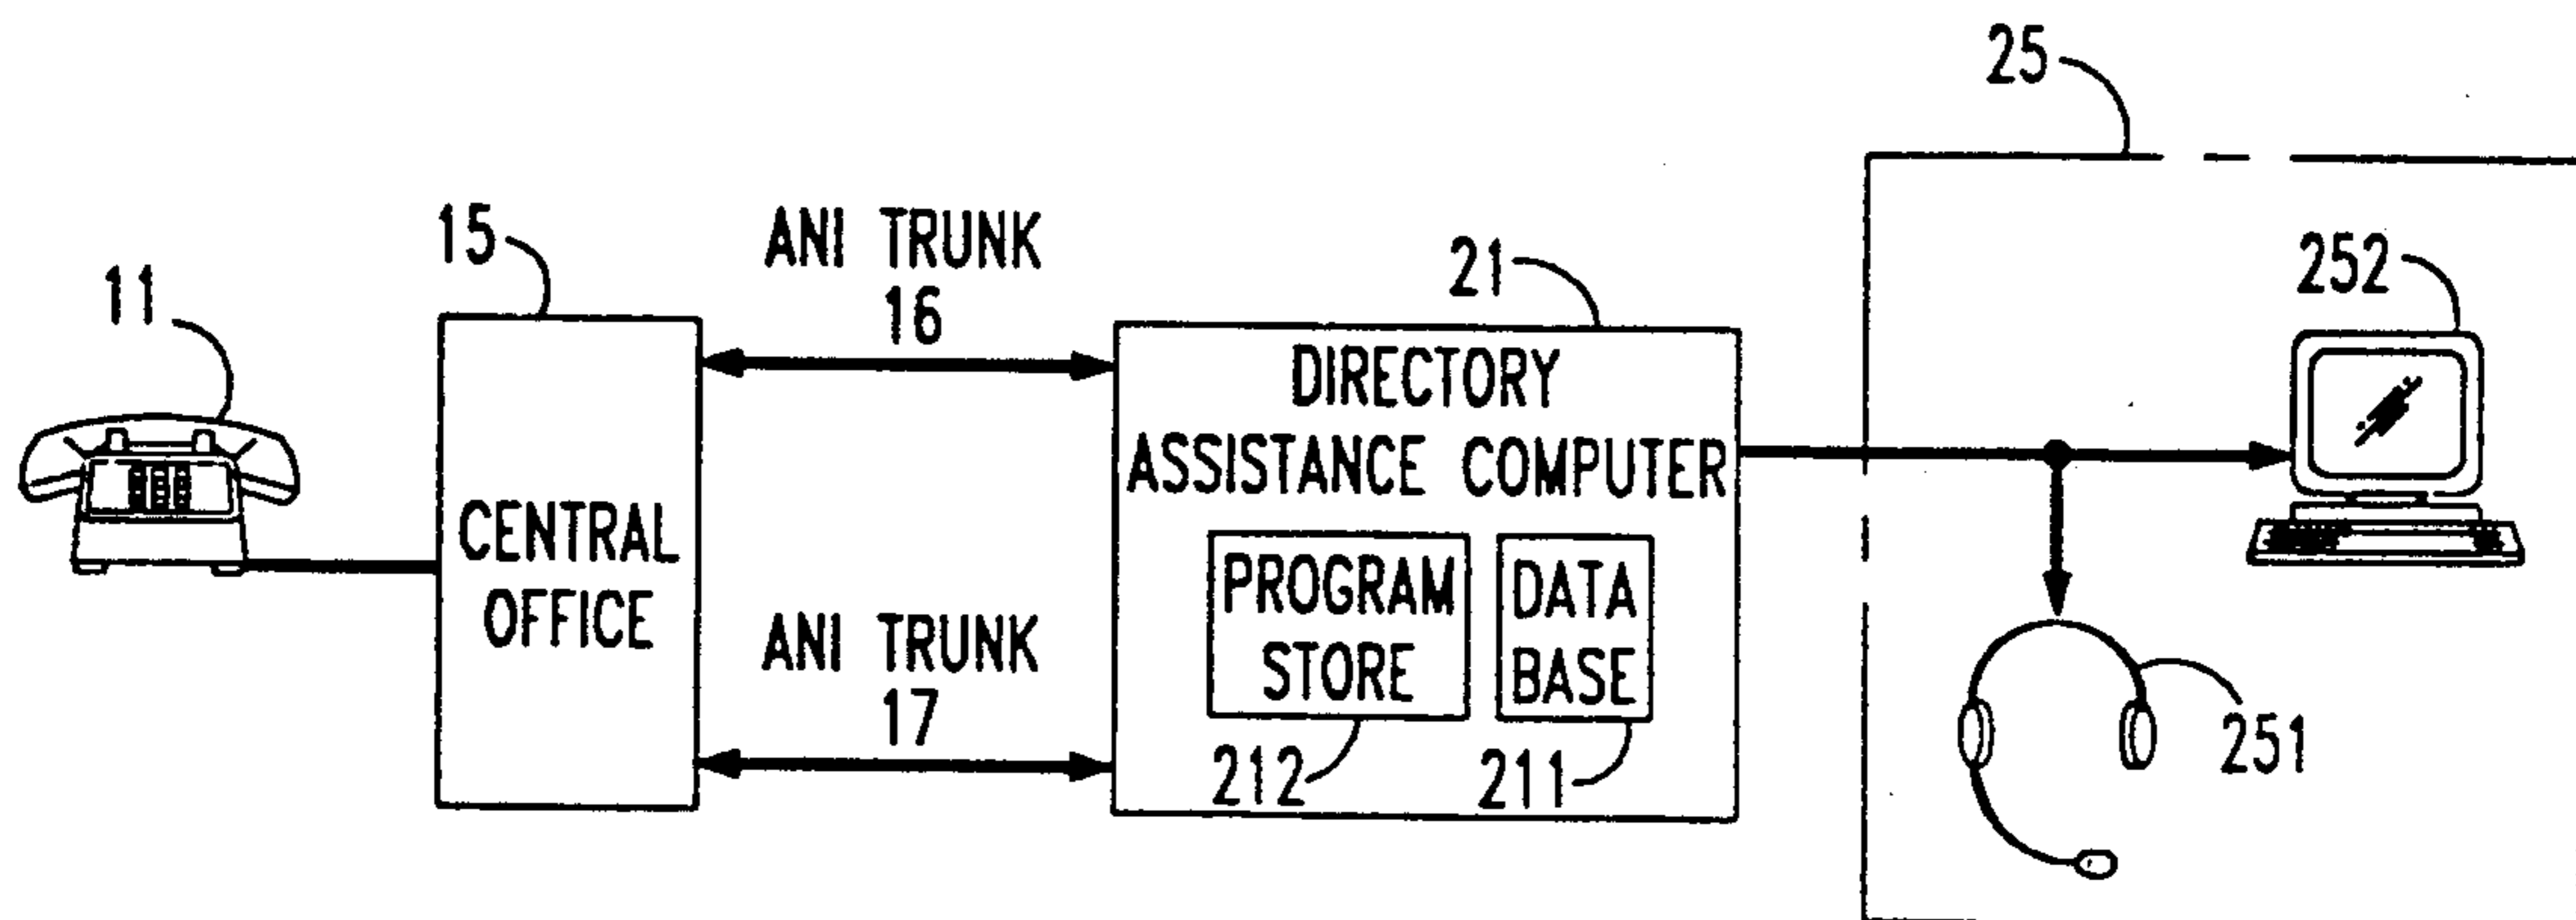 25
15
ANI TRUNK
16
21
252
11
DIRECTORY
ASSISTANCE COMPUTER
CENTRAL
OFFICE
PROGRAM
STORE
DATA
BASE
ANI TRUNK
17
212
211
251